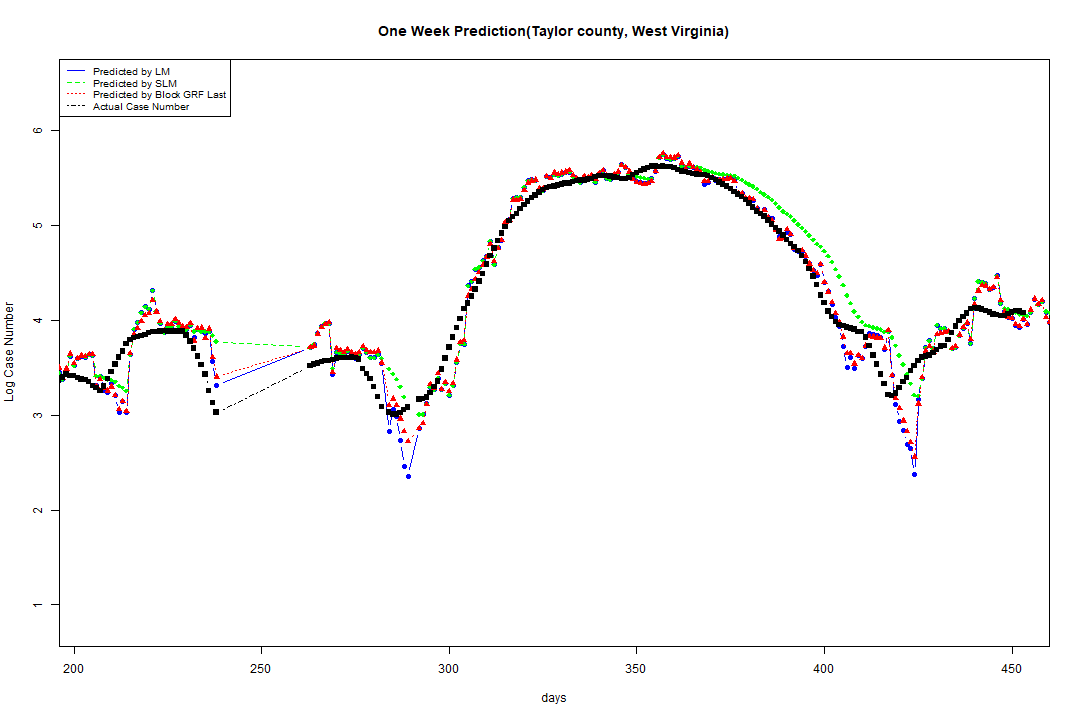 One Week Prediction(Taylor county, West Virginia)
Predicted by LM
Predicted by SLM
Predicted by Block GRF Last
Actual Case Number
6
5
4
3
2
1
Log Case Number
200 250 300 350 400 450
days